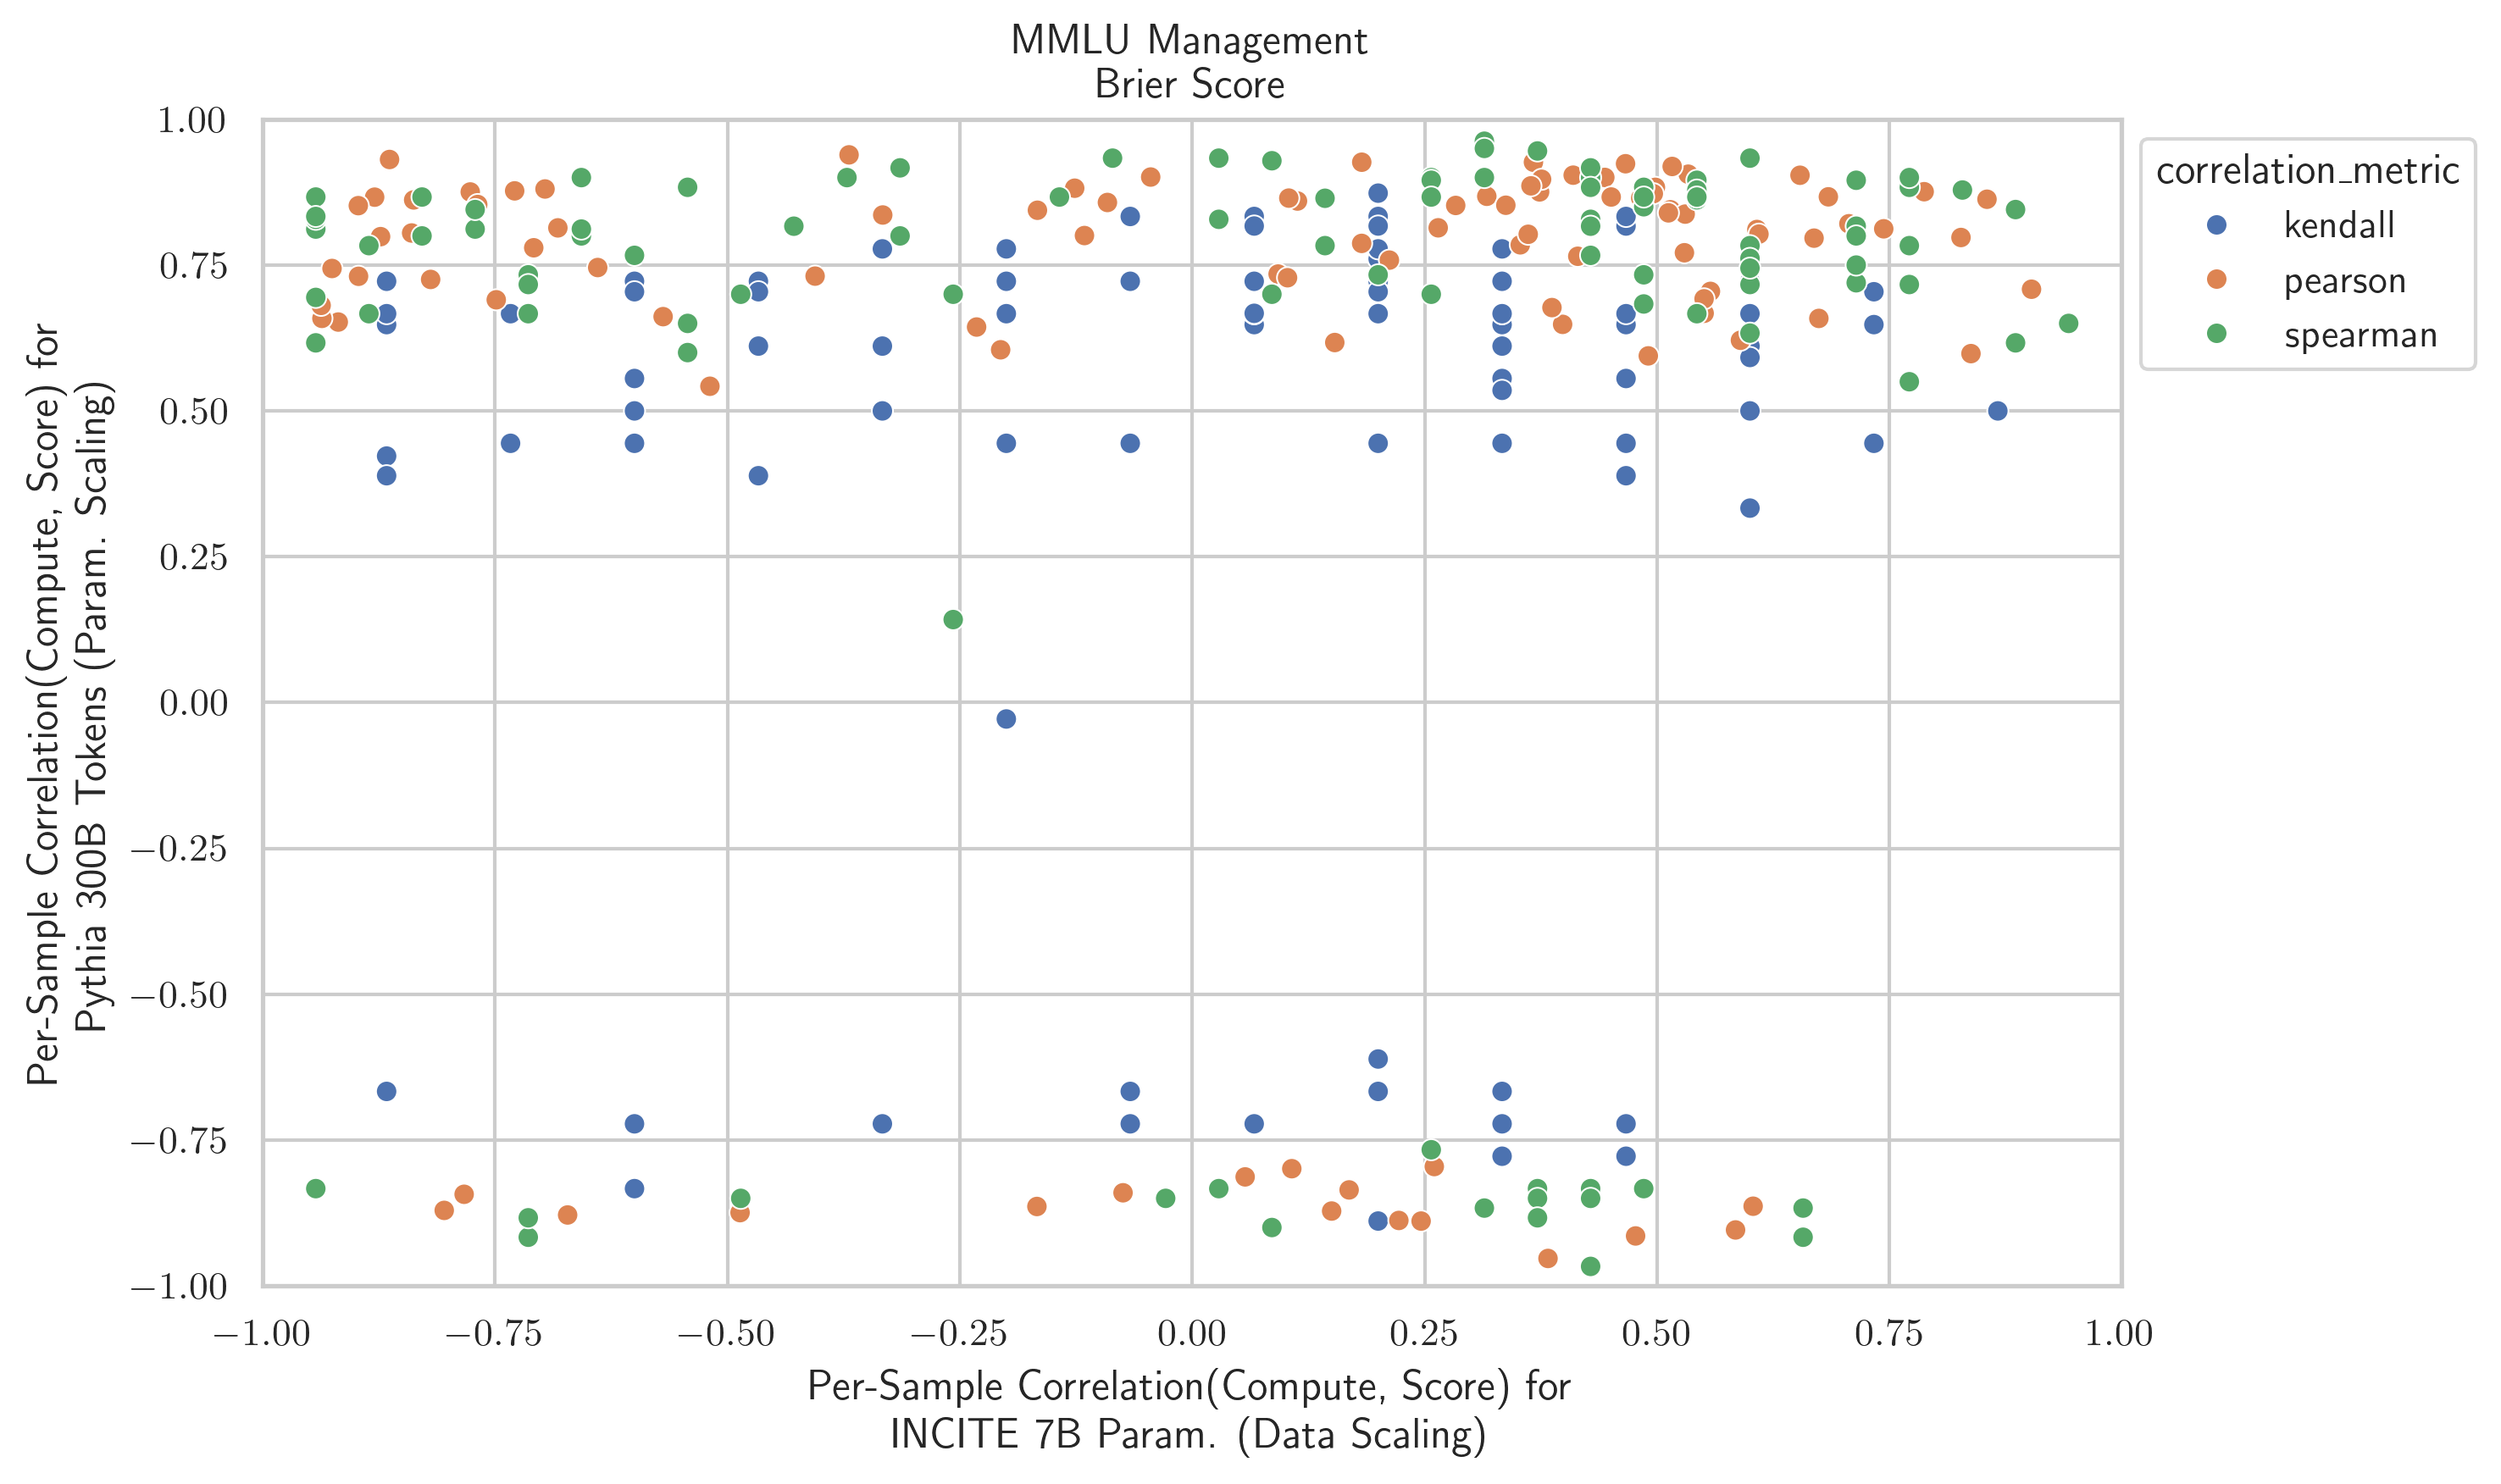 MMLU Management
Brier Score
Per-Sample Correlation(Compute, Score) for
Pythia 300B Tokens (Param. Scaling)
1.00
0.75
0.50
0.25
0.00
−0.25
−0.50
−0.75
−1.00
−1.00 −0.75 −0.50 −0.25 0.00 0.25 0.50 0.75 1.00
Per-Sample Correlation(Compute, Score) for
INCITE 7B Param. (Data Scaling)
correlation_metric
kendall
pearson
spearman